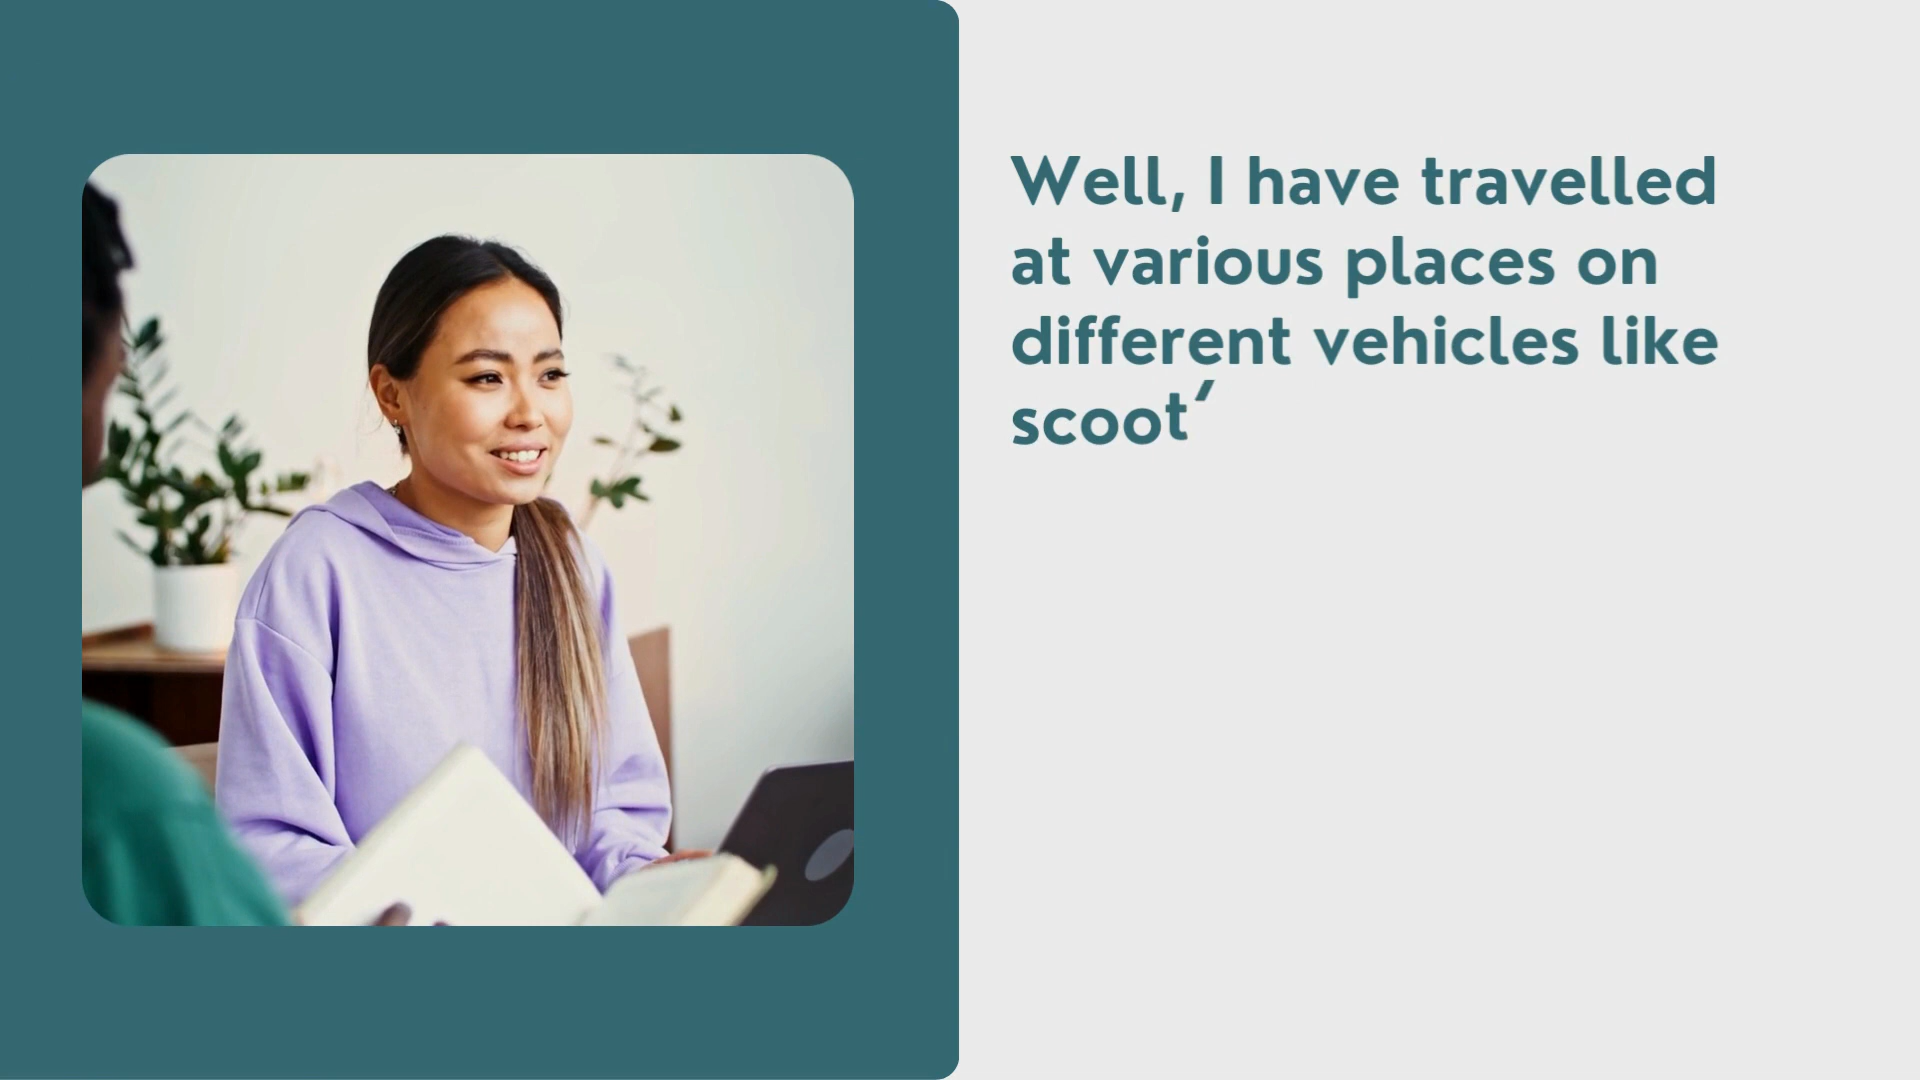 Well, I have travelled
at various places on
different vehicles like
scoot